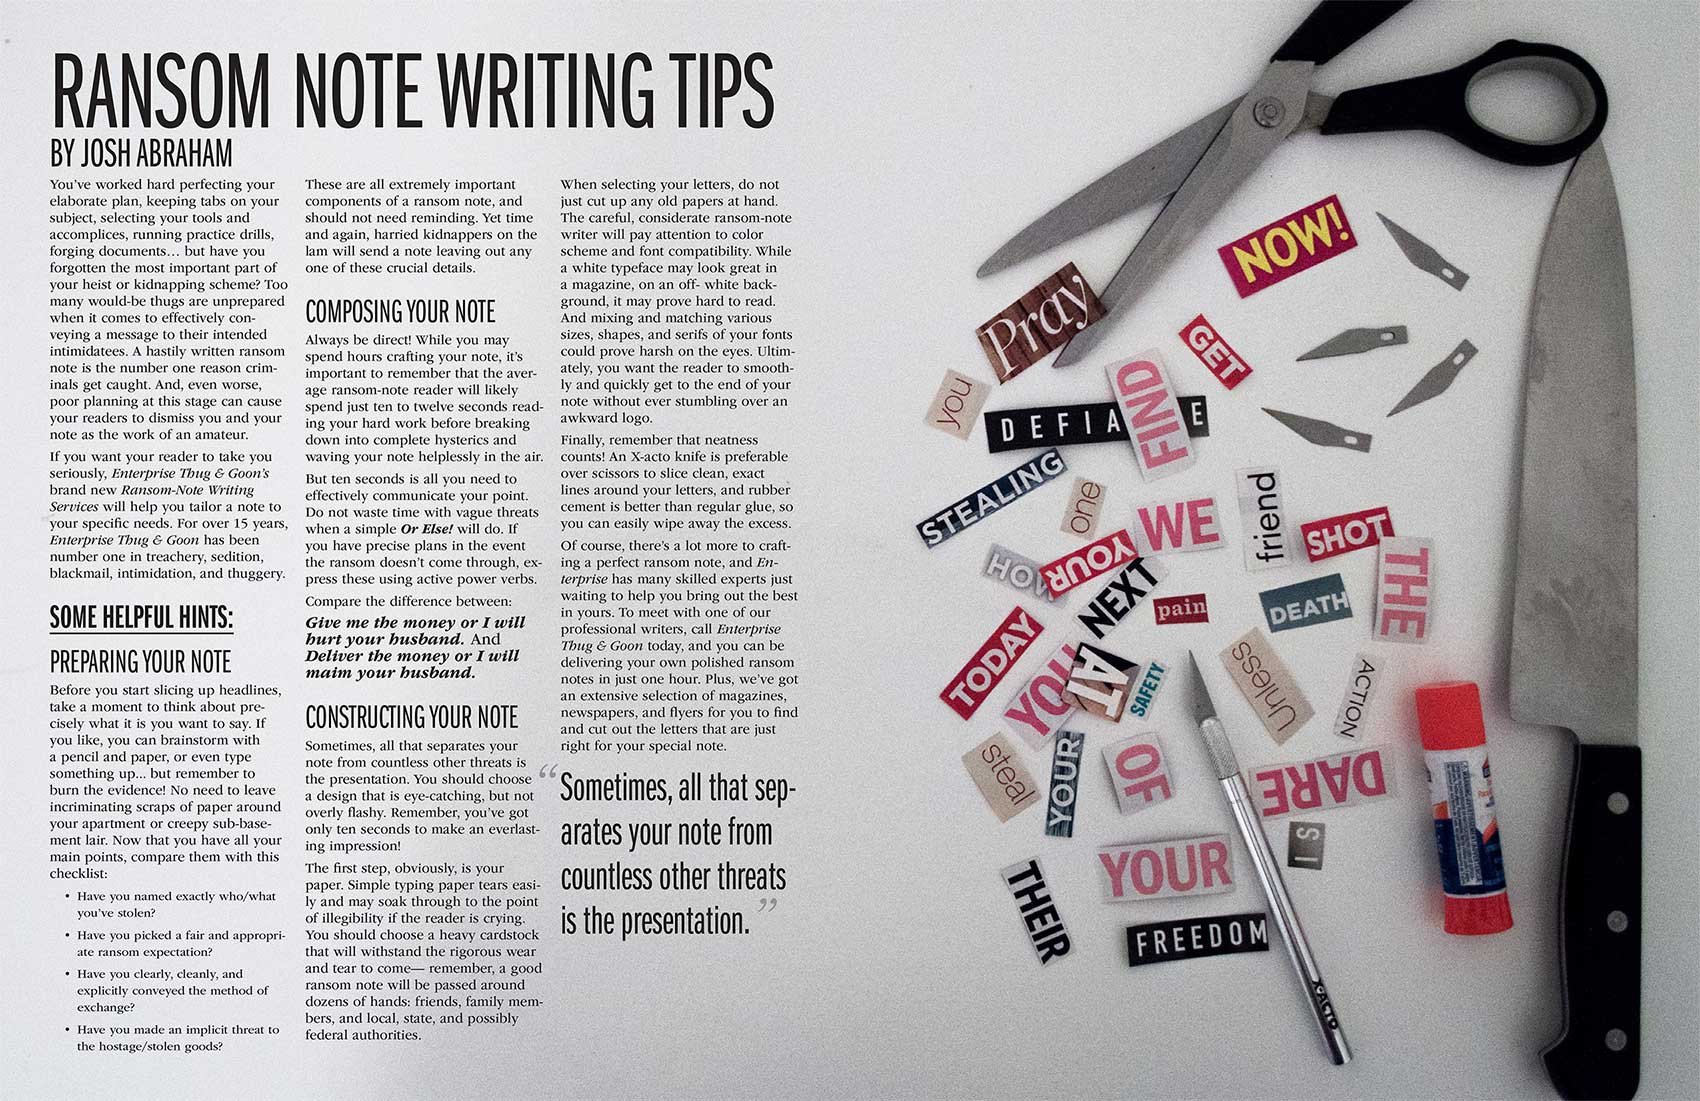 RANSOM NOTE WRITING TIPS
BY JOSH ABRAHAM
You've worked hard perfecting your
elaborate plan, keeping tabs on your
subject, selecting your tools and
accomplices, running practice drills,
forging documents… but have you
forgotten the most important part of
your heist or kidnapping scheme? Too
many would-be thugs are unprepared
when it comes to effectively con-
veying a message to their intended
intimidatees. A hastily written ransom
note is the number one reason crim-
inals get caught. And, even worse,
poor planning at this stage can cause
your readers to dismiss you and your
note as the work of an amateur.
If you want your reader to take you
seriously, Enterprise Thug & Goon's
brand new Ransom-Note Writing
Services will help you tailor a note to
your specific needs. For over 15 years,
Enterprise Thug & Goon has been
number one in treachery, sedition,
blackmail, intimidation, and thuggery.
SOME HELPFUL HINTS:
PREPARING YOUR NOTE
Before you start slicing up headlines,
take a moment to think about pre-
cisely what it is you want to say. If
you like, you can brainstorm with
a pencil and paper, or even type
something up... but remember to
burn the evidence! No need to leave
incriminating scraps of paper around
your apartment or creepy sub-base-
ment lair. Now that you have all your
main points, compare them with this
checklist:
• Have you named exactly who/what
you've stolen?
• Have you picked a fair and appropri-
ate ransom expectation?
• Have you clearly, cleanly, and
explicitly conveyed the method of
exchange?
• Have you made an implicit threat to
the hostage/stolen goods?
These are all extremely important
components of a ransom note, and
should not need reminding. Yet time
and again, harried kidnappers on the
lam will send a note leaving out any
one of these crucial details.
COMPOSING YOUR NOTE
Always be direct! While you may
spend hours crafting your note, it's
important to remember that the aver-
age ransom-note reader will likely
spend just ten to twelve seconds read-
ing your hard work before breaking
down into complete hysterics and
waving your note helplessly in the air.
But ten seconds is all you need to
effectively communicate your point.
Do not waste time with vague threats
when a simple Or Else! will do. If
you have precise plans in the event
the ransom doesn't come through, ex-
press these using active power verbs.
Compare the difference between:
Give me the money or I will
hurt your husband. And
Deliver the money or I will
maim your husband.
CONSTRUCTING YOUR NOTE
Sometimes, all that separates your
note from countless other threats is
the presentation. You should choose
a design that is eye-catching, but not
overly flashy. Remember, you've got
only ten seconds to make an everlast-
ing impression!
The first step, obviously, is your
paper. Simple typing paper tears easi-
ly and may soak through to the point
of illegibility if the reader is crying.
You should choose a heavy cardstock
that will withstand the rigorous wear
and tear to come— remember, a good
ransom note will be passed around
dozens of hands: friends, family mem-
bers, and local, state, and possibly
federal authorities.
When selecting your letters, do not
just cut up any old papers at hand.
The careful, considerate ransom-note
writer will pay attention to color
scheme and font compatibility. While
a white typeface may look great in
a magazine, on an off- white back-
ground, it may prove hard to read.
And mixing and matching various
sizes, shapes, and serifs of your fonts
could prove harsh on the eyes. Ultim-
ately, you want the reader to smooth-
ly and quickly get to the end of your
note without ever stumbling over an
awkward logo.
Finally, remember that neatness
counts! An X-acto knife is preferable
over scissors to slice clean, exact
lines around your letters, and rubber
cement is better than regular glue, so
you can easily wipe away the excess.
Of course, there's a lot more to craft-
ing a perfect ransom note, and En-
terprise has many skilled experts just
waiting to help you bring out the best
in yours. To meet with one of our
professional writers, call Enterprise
Thug & Goon today, and you can be
delivering your own polished ransom
notes in just one hour. Plus, we've got
an extensive selection of magazines,
newspapers, and flyers for you to find
and cut out the letters that are just
right for your special note.
“Sometimes, all that sep-
arates your note from
countless other threats
is the presentation.”
NOW!
Pray
GET
you
DEFIA E
FIND
STEALING
one
WE
friend
SHOT
HOW
YOUR
NEXT
THE
pain
DEATH
TODAY
YOU
AT
SAFETY
Unless
ACTION
steal
YOUR
OF
DARE
IS
THEIR
YOUR
FREEDOM
X-ACTO